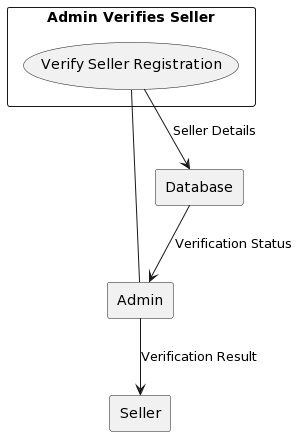 Admin Verifies Seller
Verify Seller Registration
Seller Details
Database
Verification Status
Admin
Verification Result
Seller